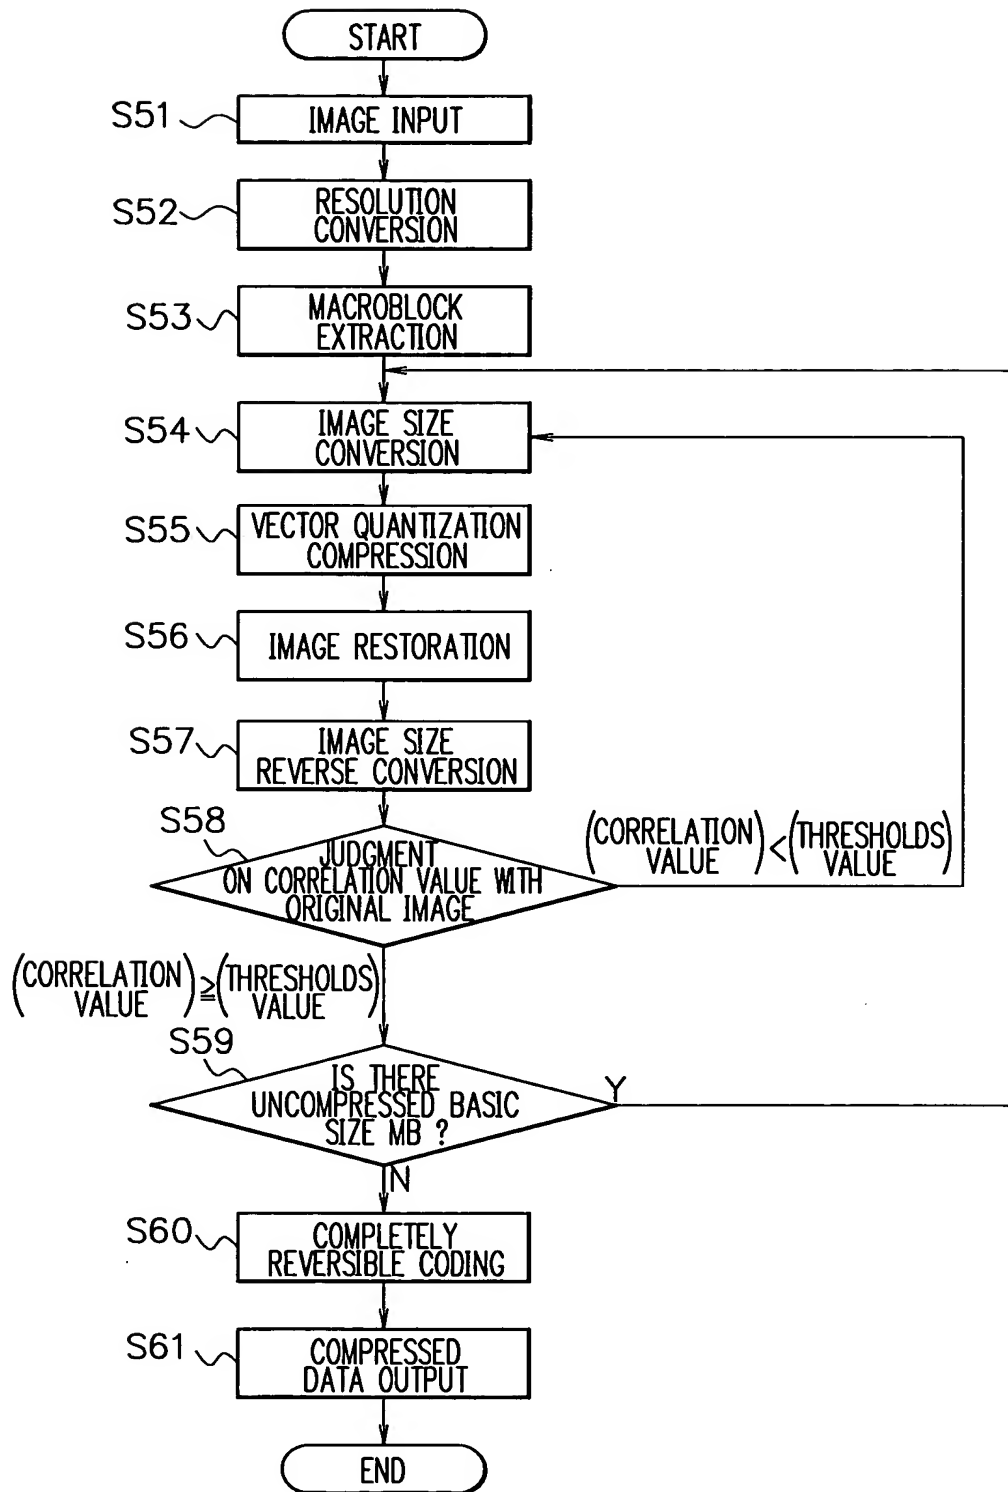 START
S51
IMAGE INPUT
S52
RESOLUTION
CONVERSION
S53
MACROBLOCK
EXTRACTION
S54
IMAGE SIZE
CONVERSION
S55
VECTOR QUANTIZATION
COMPRESSION
S56
IMAGE RESTORATION
S57
IMAGE SIZE
REVERSE CONVERSION
S58
JUDGMENT
ON CORRELATION VALUE WITH
ORIGINAL IMAGE
(CORRELATION VALUE) < (THRESHOLDS VALUE)
(CORRELATION VALUE) ≧ (THRESHOLDS VALUE)
S59
IS THERE
UNCOMPRESSED BASIC
SIZE MB ?
Y
N
S60
COMPLETELY
REVERSIBLE CODING
S61
COMPRESSED
DATA OUTPUT
END